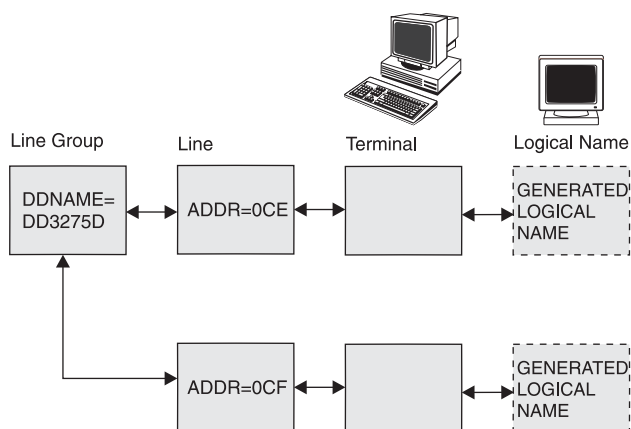 Line Group
Line
Terminal
Logical Name
DDNAME=
DD3275D
ADDR=0CE
GENERATED
LOGICAL
NAME
ADDR=0CF
GENERATED
LOGICAL
NAME